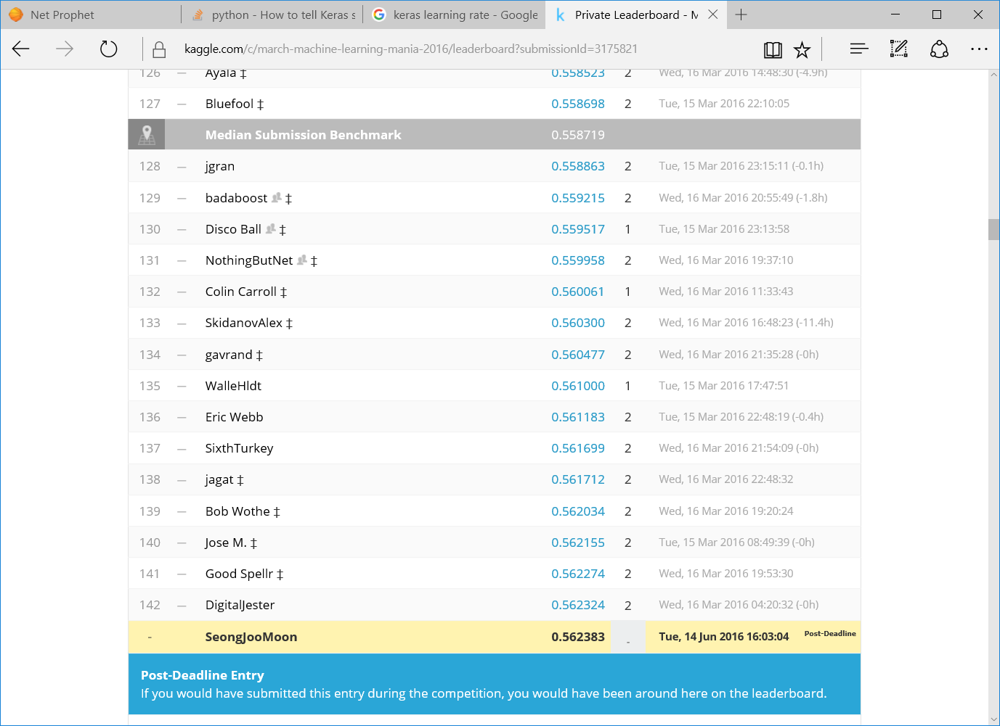 Net Prophet
python - How to tell Keras s
keras learning rate - Google
Private Leaderboard - M
kaggle.com/c/march-machine-learning-mania-2016/leaderboard?submissionId=3175821
126 — Ayala ‡ 0.558523 2 Wed, 16 Mar 2016 14:48:30 (-4.9h)
127 — Bluefool ‡ 0.558698 2 Tue, 15 Mar 2016 22:10:05
Median Submission Benchmark 0.558719
128 — jgran 0.558863 2 Tue, 15 Mar 2016 23:15:11 (-0.1h)
129 — badaboost ‡ 0.559215 2 Wed, 16 Mar 2016 20:55:49 (-1.8h)
130 — Disco Ball ‡ 0.559517 1 Tue, 15 Mar 2016 23:13:58
131 — NothingButNet ‡ 0.559958 2 Wed, 16 Mar 2016 19:37:10
132 — Colin Carroll ‡ 0.560061 1 Wed, 16 Mar 2016 11:33:43
133 — SkidanovAlex ‡ 0.560300 2 Wed, 16 Mar 2016 16:48:23 (-11.4h)
134 — gavrand ‡ 0.560477 2 Wed, 16 Mar 2016 21:35:28 (-0h)
135 — WalleHldt 0.561000 1 Tue, 15 Mar 2016 17:47:51
136 — Eric Webb 0.561183 2 Tue, 15 Mar 2016 22:48:19 (-0.4h)
137 — SixthTurkey 0.561699 2 Wed, 16 Mar 2016 21:54:09 (-0h)
138 — jagat ‡ 0.561712 2 Wed, 16 Mar 2016 22:48:32
139 — Bob Wothe ‡ 0.562034 2 Wed, 16 Mar 2016 19:20:24
140 — Jose M. ‡ 0.562155 2 Tue, 15 Mar 2016 08:49:39 (-0h)
141 — Good Spellr ‡ 0.562274 2 Wed, 16 Mar 2016 19:53:30
142 — DigitalJester 0.562324 2 Wed, 16 Mar 2016 04:20:32 (-0h)
- SeongJooMoon 0.562383 - Tue, 14 Jun 2016 16:03:04 Post-Deadline
Post-Deadline Entry
If you would have submitted this entry during the competition, you would have been around here on the leaderboard.